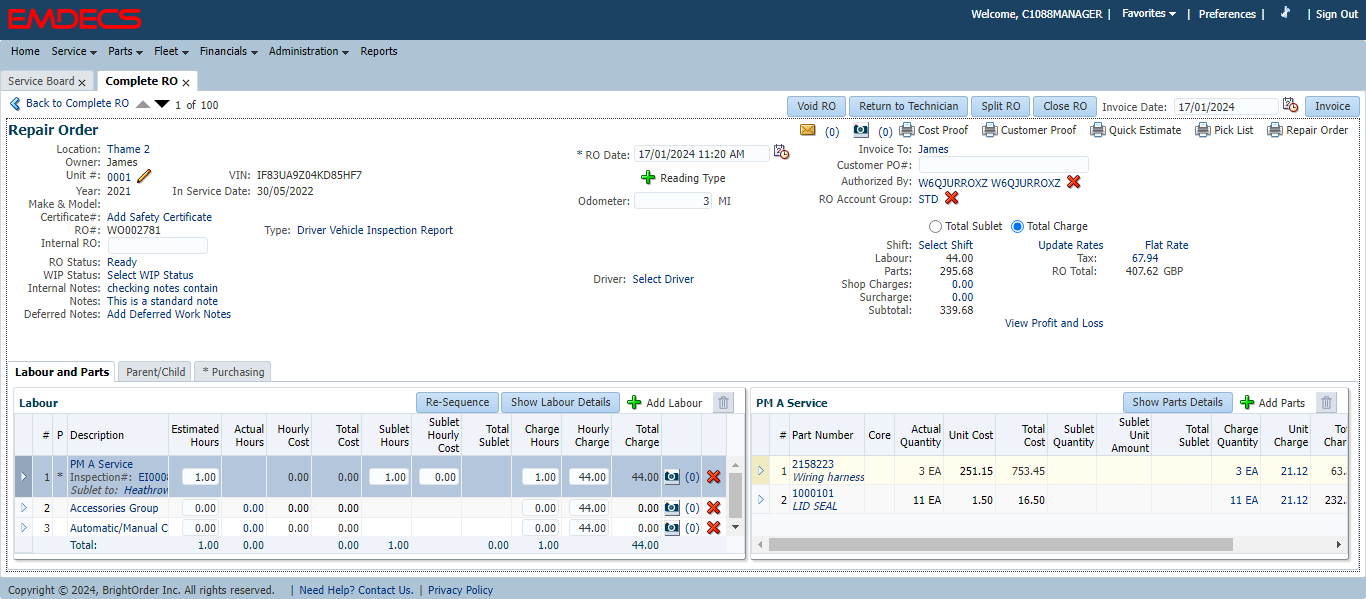 EMDECS
Welcome, C1088MANAGER | Favorites | Preferences | | Sign Out
Home Service Parts Fleet Financials Administration Reports
Service Board x Complete RO x
Back to Complete RO 1 of 100 Void RO Return to Technician Split RO Close RO Invoice Date: 17/01/2024 Invoice
Repair Order (0) (0) Cost Proof Customer Proof Quick Estimate Pick List Repair Order
Location: Thame 2 * RO Date: 17/01/2024 11:20 AM Invoice To: James
Owner: James Customer PO#:
Unit #: 0001 VIN: IF83UA9Z04KD85HF7 Reading Type Authorized By: W6QJURROXZ W6QJURROXZ
Year: 2021 In Service Date: 30/05/2022 Odometer: 3 MI RO Account Group: STD
Make & Model:
Certificate#: Add Safety Certificate
RO#: WO002781 Type: Driver Vehicle Inspection Report Total Sublet Total Charge
Internal RO: Shift: Select Shift Update Rates Flat Rate
RO Status: Ready Labour: 44.00 Tax: 67.94
WIP Status: Select WIP Status Driver: Select Driver Parts: 295.68 RO Total: 407.62 GBP
Internal Notes: checking notes contain Shop Charges: 0.00
Notes: This is a standard note Surcharge: 0.00
Deferred Notes: Add Deferred Work Notes Subtotal: 339.68
View Profit and Loss
Labour and Parts Parent/Child * Purchasing
Labour Re-Sequence Show Labour Details Add Labour
# P Description Estimated Hours Actual Hours Hourly Cost Total Cost Sublet Hours Sublet Hourly Cost Total Sublet Charge Hours Hourly Charge Total Charge
1 * PM A Service 1.00 0.00 0.00 1.00 0.00 1.00 44.00 44.00 (0)
Inspection#: EI0008
Sublet to: Heathrow
2 Accessories Group 0.00 0.00 0.00 0.00 0.00 44.00 0.00 (0)
3 Automatic/Manual C 0.00 0.00 0.00 0.00 0.00 44.00 0.00 (0)
Total: 1.00 0.00 0.00 1.00 0.00 1.00 44.00
PM A Service Show Parts Details Add Parts
# Part Number Core Actual Quantity Unit Cost Total Cost Sublet Quantity Sublet Unit Amount Total Sublet Charge Quantity Unit Charge
1 2158223 3 EA 251.15 753.45 3 EA 21.12 63.
Wiring harness
2 1000101 11 EA 1.50 16.50 11 EA 21.12 232.
LID SEAL
Copyright © 2024, BrightOrder Inc. All rights reserved. | Need Help? Contact Us. | Privacy Policy